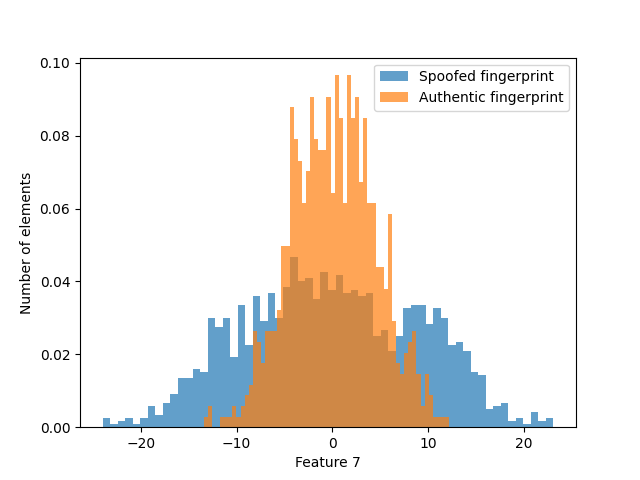 Spoofed fingerprint
Authentic fingerprint
0.10
0.08
0.06
0.04
0.02
0.00
Number of elements
−20
−10
0
10
20
Feature 7